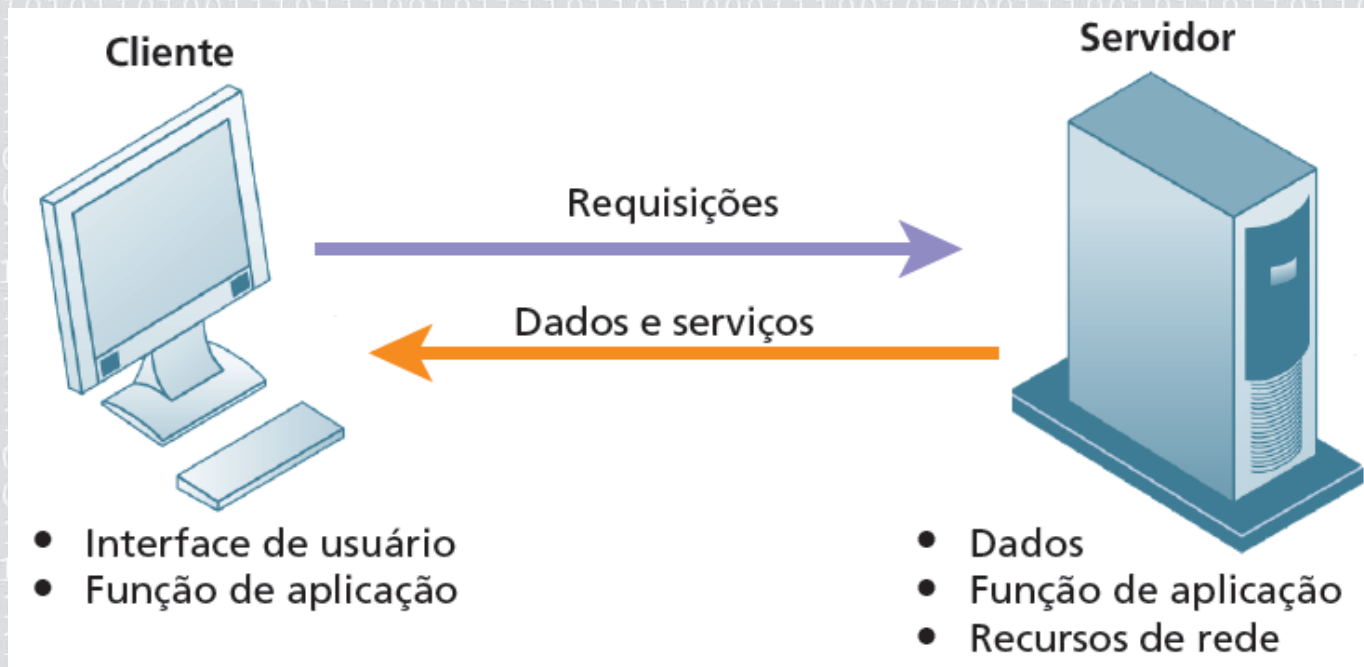 Cliente
Servidor
Requisições
Dados e serviços
• Interface de usuário
• Função de aplicação
• Dados
• Função de aplicação
• Recursos de rede